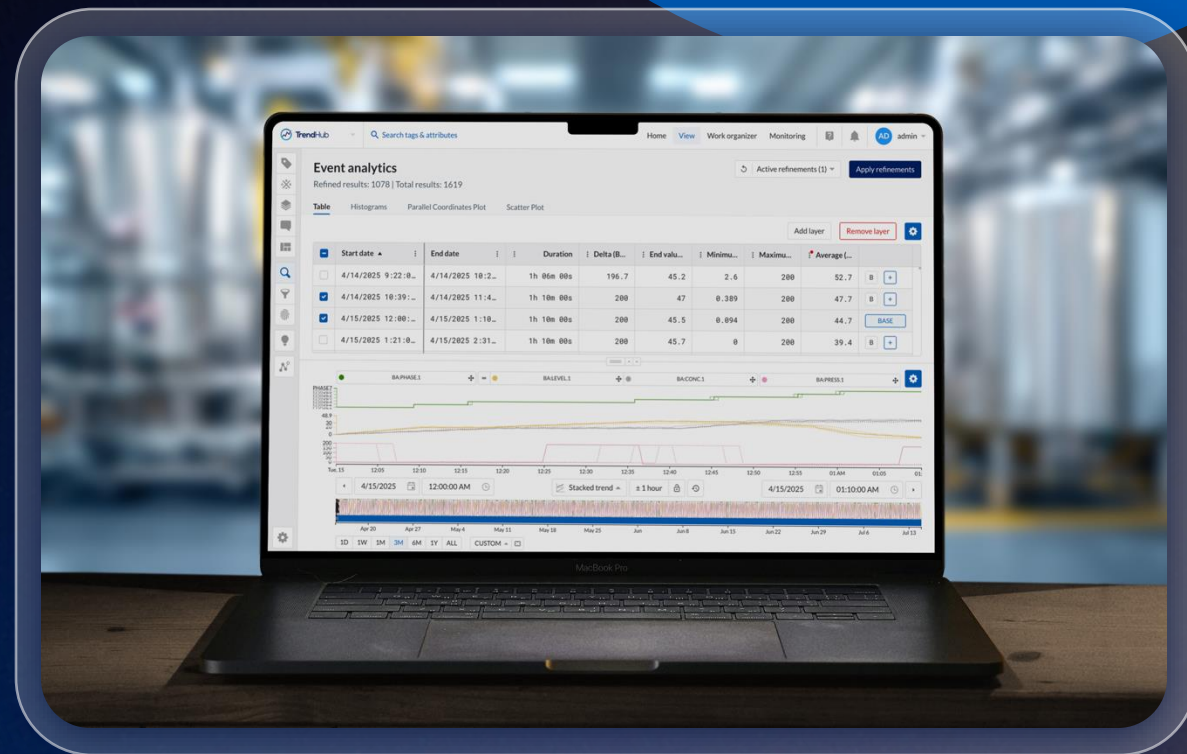 TrendHub Search tags & attributes Home View Work organizer Monitoring AD admin
Event analytics
Refined results: 1078 | Total results: 1619
Active refinements (1) Apply refinements
Table Histograms Parallel Coordinates Plot Scatter Plot
Add layer Remove layer
Start date End date Duration Delta (B... End valu... Minimu... Maximu... Average (...
4/14/2025 9:22:0… 4/14/2025 10:2… 1h 06m 00s 196.7 45.2 2.6 200 52.7 B +
4/14/2025 10:39:… 4/14/2025 11:4… 1h 10m 00s 200 47 0.389 200 47.7 B +
4/15/2025 12:00:… 4/15/2025 1:10… 1h 10m 00s 200 45.5 0.094 200 44.7 BASE
4/15/2025 1:21:0… 4/15/2025 2:31… 1h 10m 00s 200 45.7 0 200 39.4 B +
BA:PHASE.1 BA:LEVEL.1 BA:CONC.1 BA:PRESS.1
PHASE7
48.9
0
200
Tue, 15 12:05 12:10 12:15 12:20 12:25 12:30 12:35 12:40 12:45 12:50 12:55 01 AM 01:05 01:
4/15/2025 12:00:00 AM Stacked trend ± 1 hour 4/15/2025 01:10:00 AM
Apr 20 Apr 27 May 4 May 11 May 18 May 25 Jun Jun 8 Jun 15 Jun 22 Jun 29 Jul 6 Jul 13
1D 1W 1M 3M 6M 1Y ALL CUSTOM
MacBook Pro